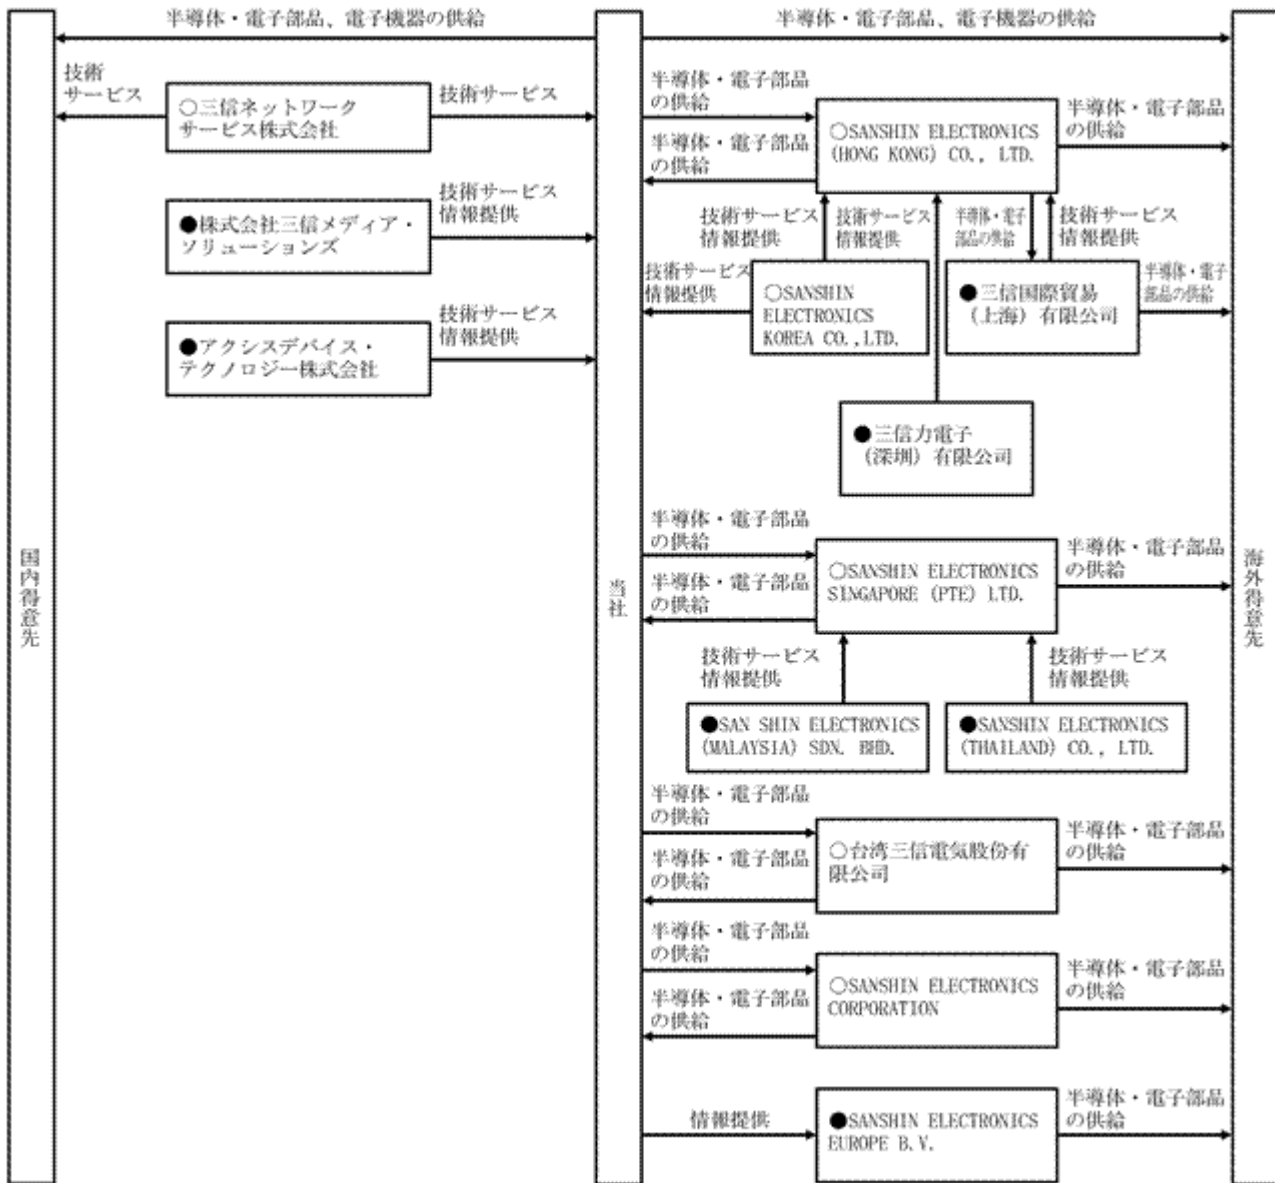 半導体・電子部品、電子機器の供給
半導体・電子部品、電子機器の供給
技術
サービス
○三信ネットワーク
サービス株式会社
技術サービス
半導体・電子部品
の供給
半導体・電子部品
の供給
○SANSHIN ELECTRONICS
(HONG KONG) CO., LTD.
半導体・電子部品
の供給
●株式会社三信メディア・
ソリューションズ
技術サービス
情報提供
技術サービス
情報提供
技術サービス
情報提供
半導体・電子
部品の供給
技術サービス
情報提供
技術サービス
情報提供
○SANSHIN
ELECTRONICS
KOREA CO.,LTD.
●三信国際貿易
(上海) 有限公司
半導体・電子
部品の供給
●アクシスデバイス・
テクノロジー株式会社
技術サービス
情報提供
●三信力電子
(深圳) 有限公司
国内得意先
当社
海外得意先
半導体・電子部品
の供給
半導体・電子部品
の供給
○SANSHIN ELECTRONICS
SINGAPORE (PTE) LTD.
半導体・電子部品
の供給
技術サービス
情報提供
技術サービス
情報提供
●SAN SHIN ELECTRONICS
(MALAYSIA) SDN. BHD.
●SANSHIN ELECTRONICS
(THAILAND) CO., LTD.
半導体・電子部品
の供給
半導体・電子部品
の供給
○台湾三信電気股份有
限公司
半導体・電子部品
の供給
半導体・電子部品
の供給
半導体・電子部品
の供給
○SANSHIN ELECTRONICS
CORPORATION
半導体・電子部品
の供給
情報提供
●SANSHIN ELECTRONICS
EUROPE B.V.
半導体・電子部品
の供給